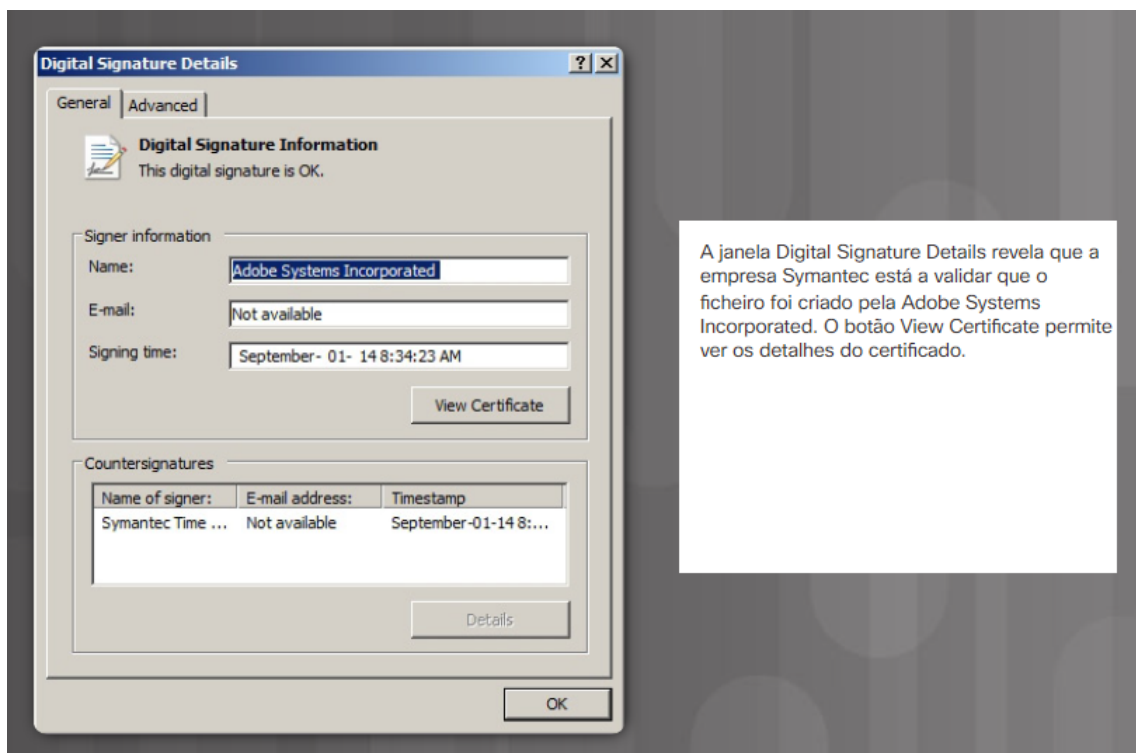 Digital Signature Details
General
Advanced
Digital Signature Information
This digital signature is OK.
Signer information
Name:
Adobe Systems Incorporated
E-mail:
Not available
Signing time:
September- 01- 14 8:34:23 AM
View Certificate
Countersignatures
Name of signer: E-mail address: Timestamp
Symantec Time ... Not available September-01-14 8:...
Details
OK
A janela Digital Signature Details revela que a
empresa Symantec está a validar que o
ficheiro foi criado pela Adobe Systems
Incorporated. O botão View Certificate permite
ver os detalhes do certificado.